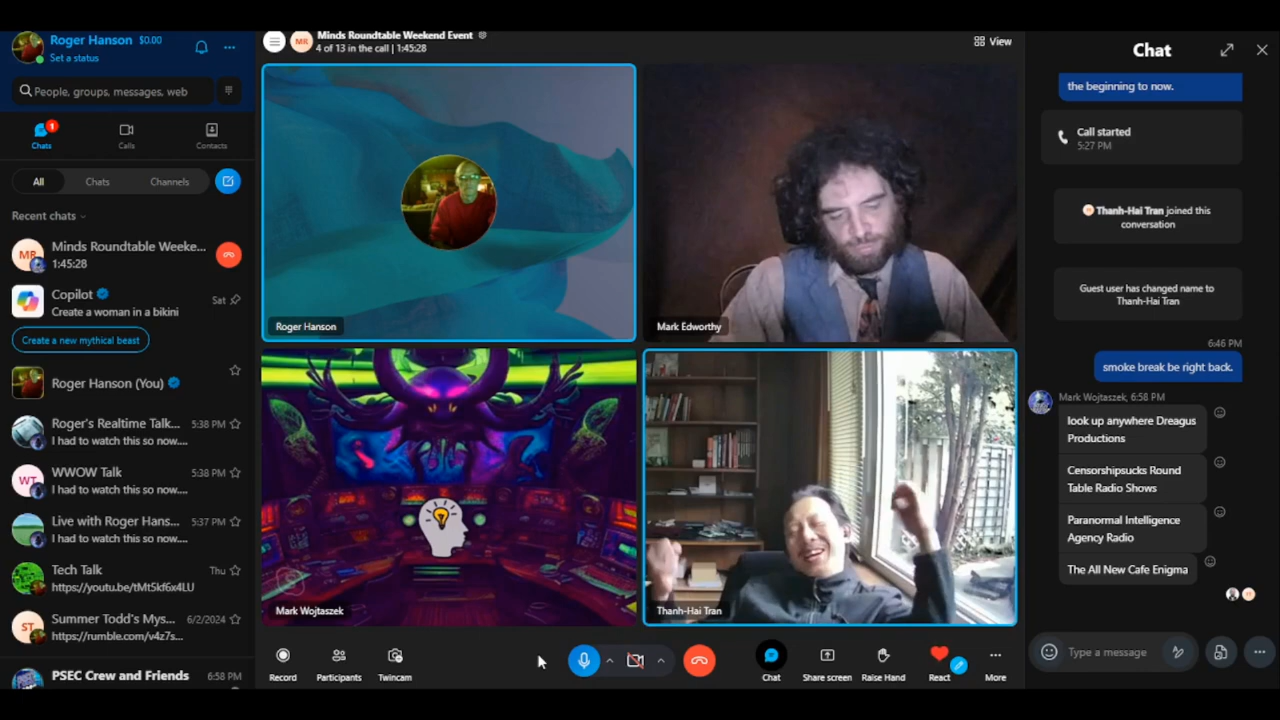 Roger Hanson $0.00
Set a status
People, groups, messages, web
1
Chats
Calls
Contacts
All
Chats
Channels
Recent chats
MR
Minds Roundtable Weeke...
1:45:28
Copilot
Sat
Create a woman in a bikini
Create a new mythical beast
Roger Hanson (You)
Roger's Realtime Talk...
5:38 PM
I had to watch this so now....
WT
WWOW Talk
5:38 PM
I had to watch this so now....
Live with Roger Hans...
5:37 PM
I had to watch this so now....
Tech Talk
Thu
https://youtu.be/tMtSkf6x4LU
ST
Summer Todd's Mys...
6/2/2024
https://rumble.com/v4z7s...
PSEC Crew and Friends
6:58 PM
MR
Minds Roundtable Weekend Event
4 of 13 in the call | 1:45:28
View
Roger Hanson
Mark Edworthy
Mark Wojtaszek
Thanh-Hai Tran
Record
Participants
Twincam
Chat
Share screen
Raise Hand
React
More
Chat
the beginning to now.
Call started
5:27 PM
Thanh-Hai Tran joined this
conversation
Guest user has changed name to
Thanh-Hai Tran
6:46 PM
smoke break be right back.
Mark Wojtaszek, 6:58 PM
look up anywhere Dreagus
Productions
Censorshipsucks Round
Table Radio Shows
Paranormal Intelligence
Agency Radio
The All New Cafe Enigma
Type a message